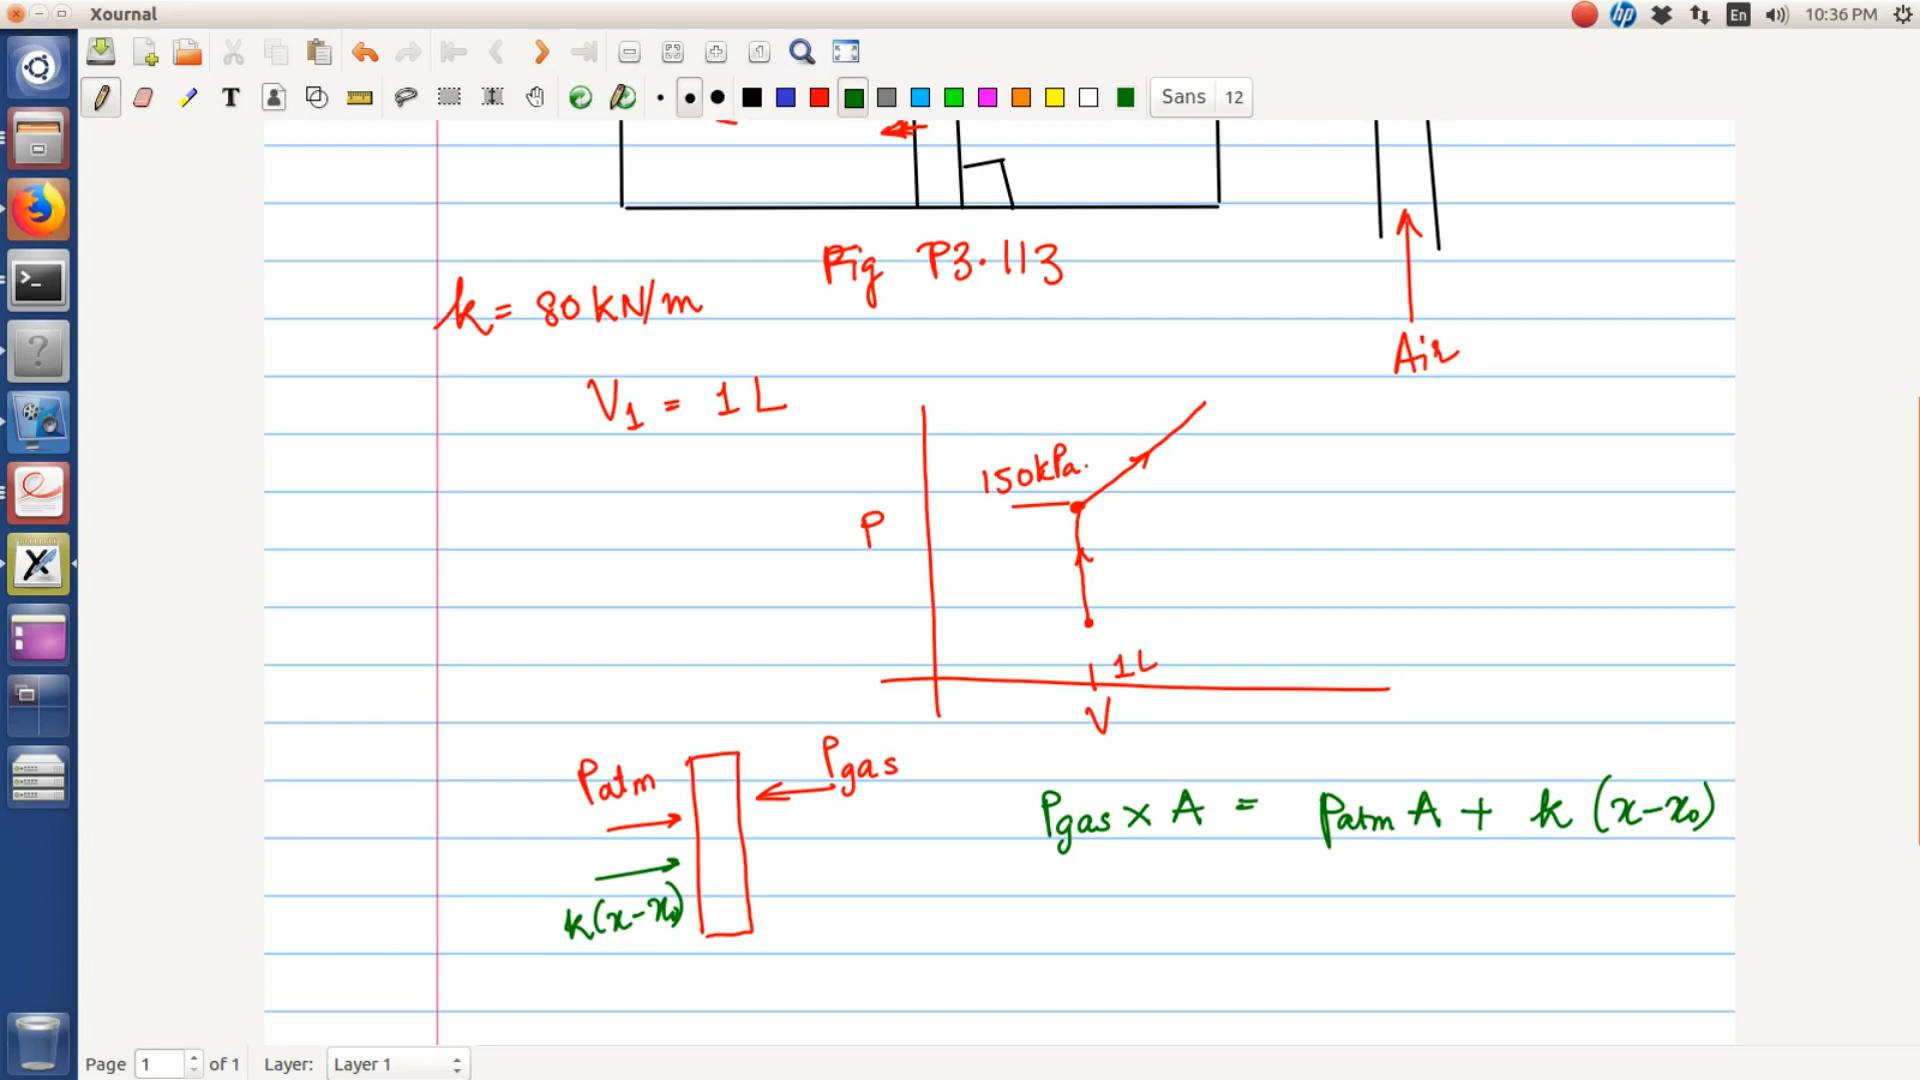 Xournal
En
10:36 PM
T
Sans 12
Fig P3.113
k = 80 kN/m
Air
V₁ = 1 L
150kPa.
P
1L
V
Patm
Pgas
k(x-x₀)
Pgas × A = Patm A + k (x-x₀)
Page 1 of 1 Layer: Layer 1